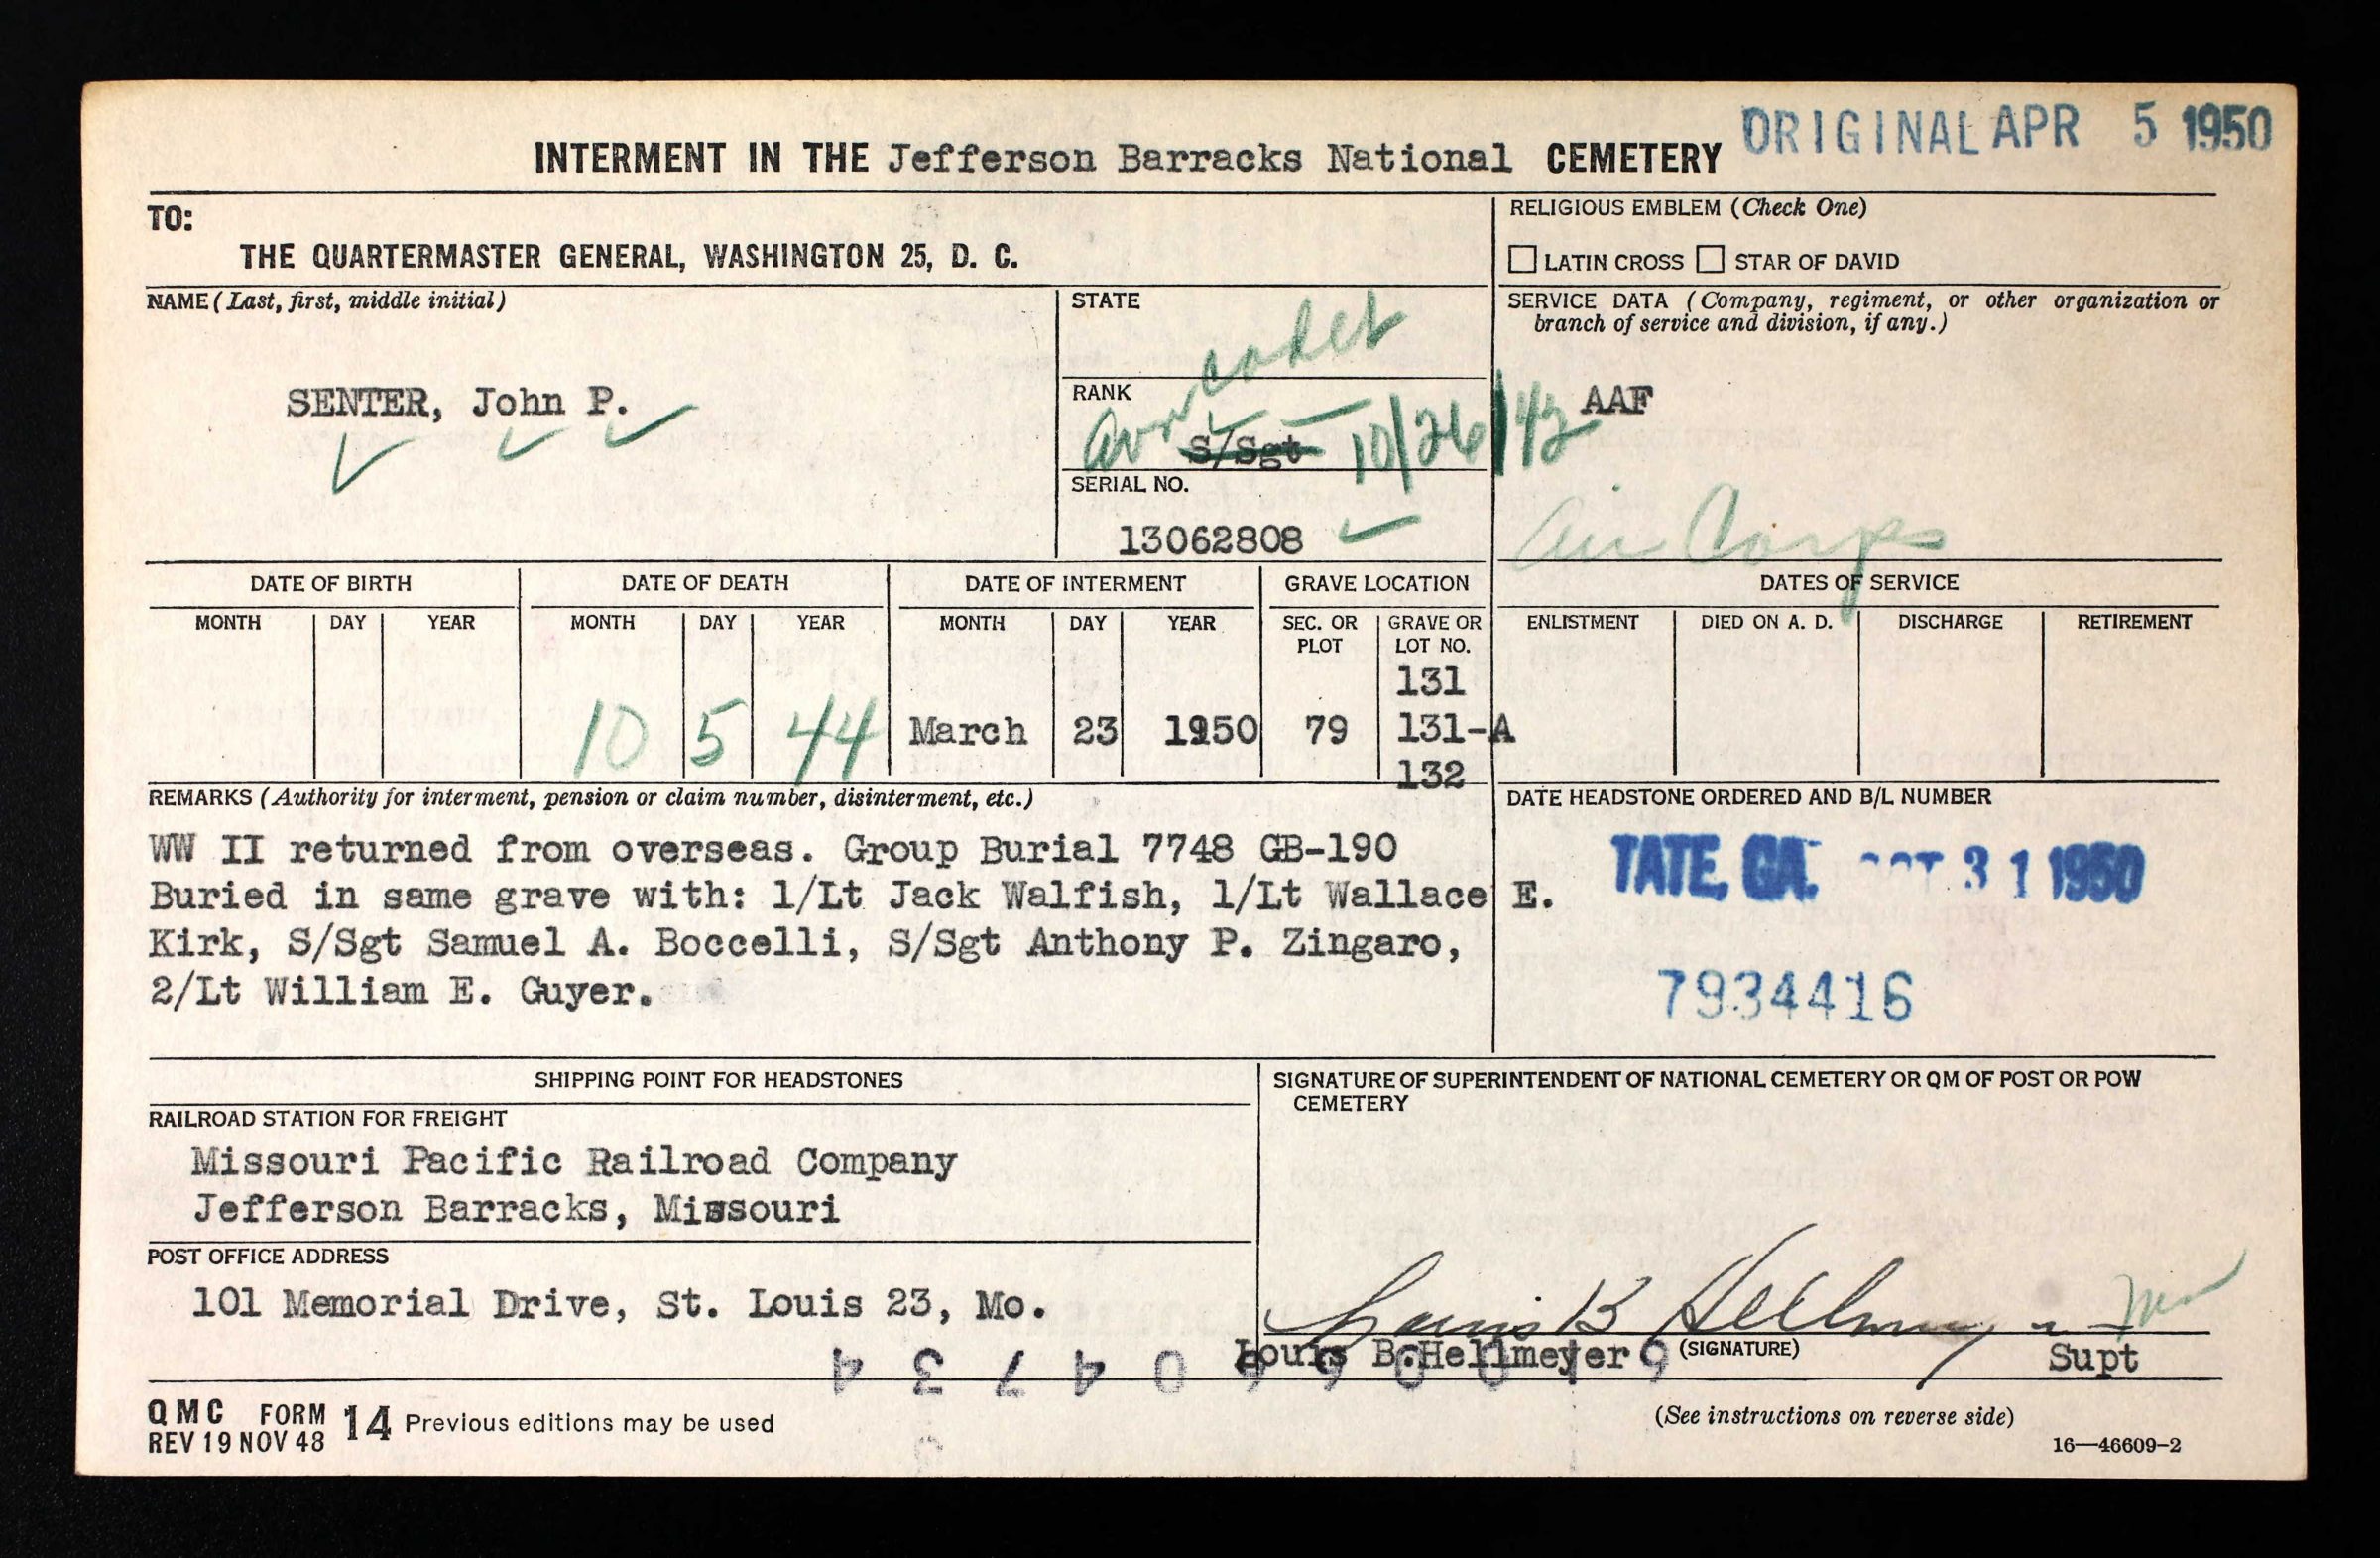 INTERMENT IN THE Jefferson Barracks National CEMETERY
ORIGINAL APR 5 1950
TO:
THE QUARTERMASTER GENERAL, WASHINGTON 25, D. C.
RELIGIOUS EMBLEM (Check One)
LATIN CROSS STAR OF DAVID
NAME (Last, first, middle initial)
SENTER, John P.
STATE
cadet
RANK
S/Sgt 10/26/42
SERIAL NO.
13062808
SERVICE DATA (Company, regiment, or other organization or
branch of service and division, if any.)
AAF
Air Corps
DATE OF BIRTH DATE OF DEATH DATE OF INTERMENT GRAVE LOCATION DATES OF SERVICE
MONTH DAY YEAR MONTH DAY YEAR MONTH DAY YEAR SEC. OR PLOT GRAVE OR LOT NO. ENLISTMENT DIED ON A. D. DISCHARGE RETIREMENT
131
10 5 44 March 23 1950 79 131-A
132
REMARKS (Authority for interment, pension or claim number, disinterment, etc.)
WW II returned from overseas. Group Burial 7748 GB-190
Buried in same grave with: 1/Lt Jack Walfish, 1/Lt Wallace E.
Kirk, S/Sgt Samuel A. Boccelli, S/Sgt Anthony P. Zingaro,
2/Lt William E. Guyer.
DATE HEADSTONE ORDERED AND B/L NUMBER
TATE, GA. 31 1950
7934416
SHIPPING POINT FOR HEADSTONES
RAILROAD STATION FOR FREIGHT
Missouri Pacific Railroad Company
Jefferson Barracks, Missouri
POST OFFICE ADDRESS
101 Memorial Drive, St. Louis 23, Mo.
SIGNATURE OF SUPERINTENDENT OF NATIONAL CEMETERY OR QM OF POST OR POW
CEMETERY
Louis B Hellmeyer
Louis B. Hellmeyer (SIGNATURE) Supt
QMC FORM 14 Previous editions may be used
REV 19 NOV 48
(See instructions on reverse side)
16—46609-2